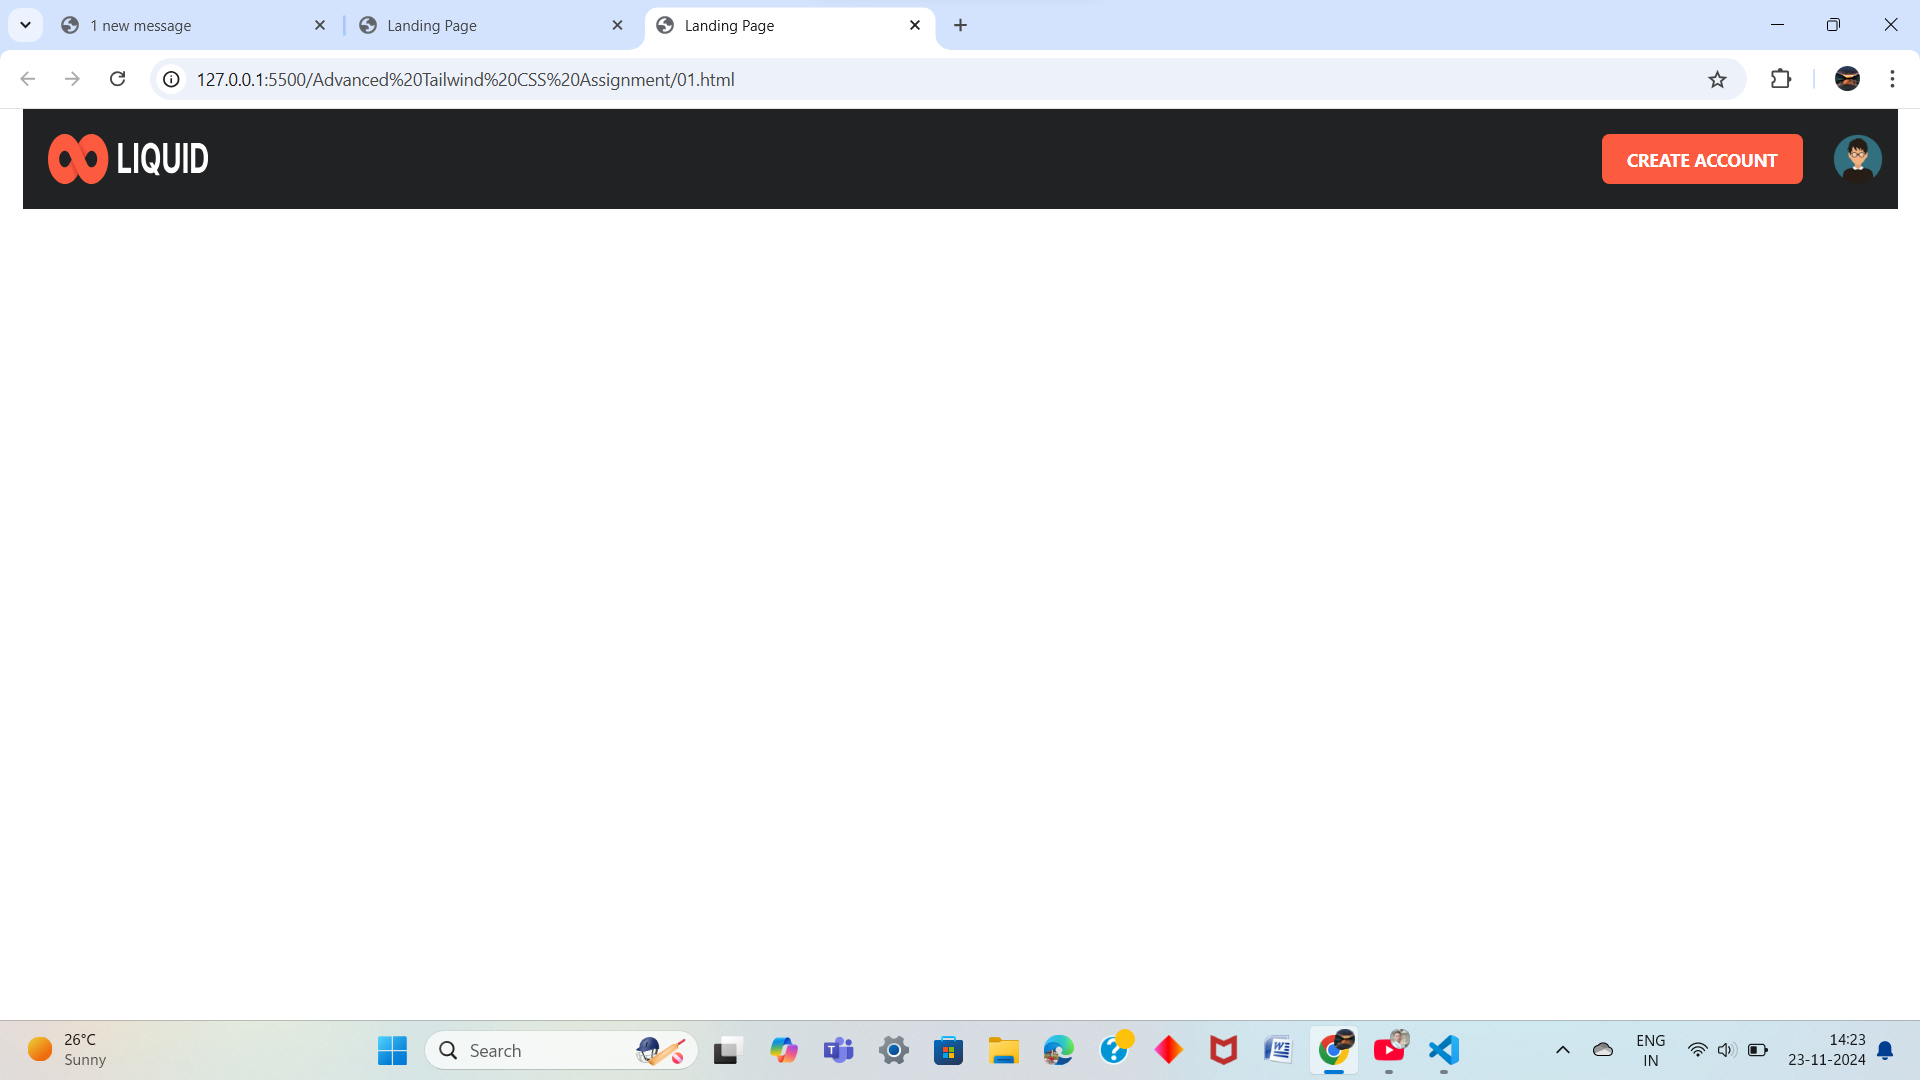 1 new message
Landing Page
Landing Page
127.0.0.1:5500/Advanced%20Tailwind%20CSS%20Assignment/01.html
LIQUID
CREATE ACCOUNT
26°C
Sunny
Search
ENG
IN
14:23
23-11-2024